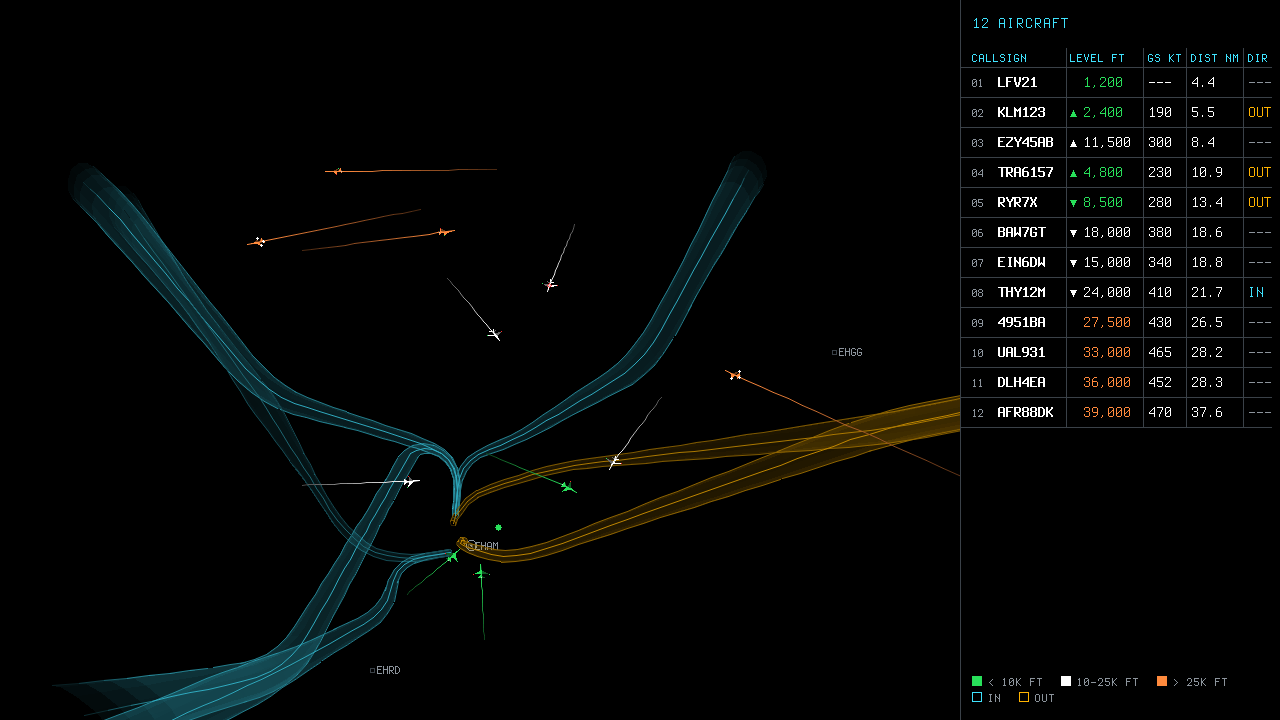 12 AIRCRAFT
CALLSIGN LEVEL FT GS KT DIST NM DIR
01 LFV21 1,200 --- 4.4 ---
02 KLM123 ▲ 2,400 190 5.5 OUT
03 EZY45AB ▲ 11,500 300 8.4 ---
04 TRA6157 ▲ 4,800 230 10.9 OUT
05 RYR7X ▼ 8,500 280 13.4 OUT
06 BAW7GT ▼ 18,000 380 18.6 ---
07 EIN6DW ▼ 15,000 340 18.8 ---
08 THY12M ▼ 24,000 410 21.7 IN
09 4951BA 27,500 430 26.5 ---
10 UAL931 33,000 465 28.2 ---
11 DLH4EA 36,000 452 28.3 ---
12 AFR88DK 39,000 470 37.6 ---
EHGG
EHAM
EHRD
< 10K FT 10-25K FT > 25K FT
IN OUT